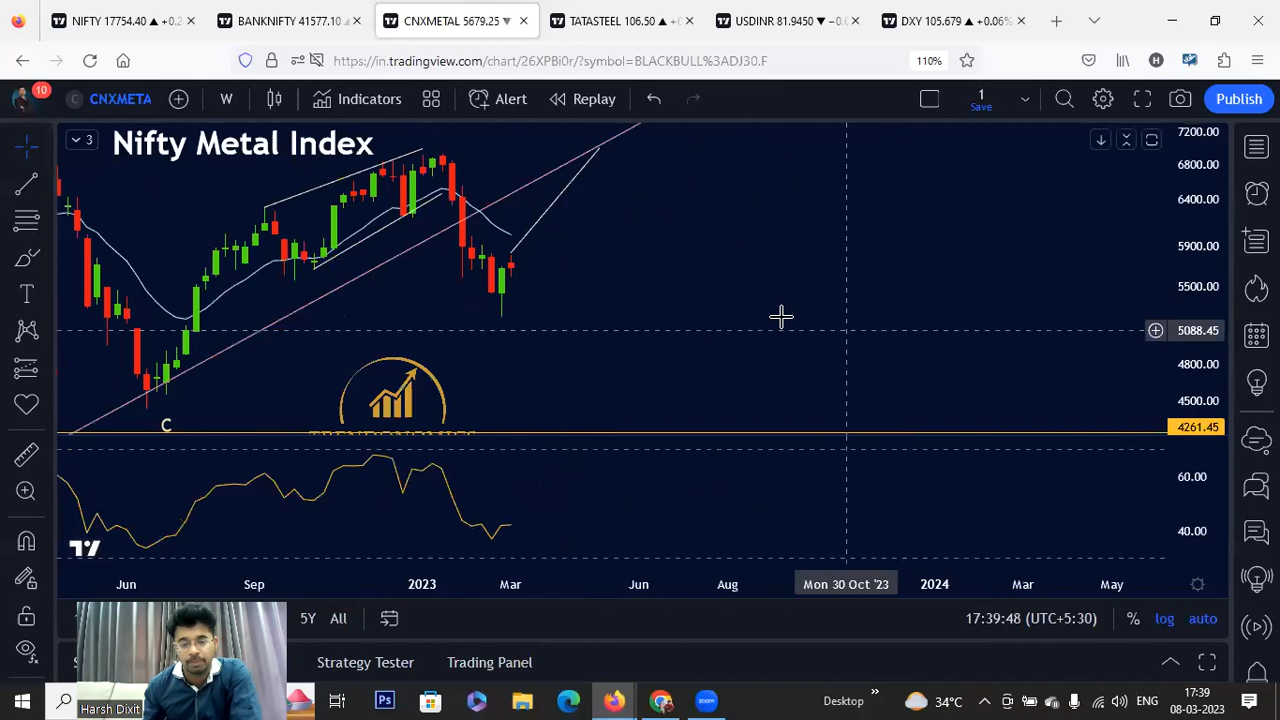 NIFTY 17754.40 ▲ +0.2
BANKNIFTY 41577.10 ▲
CNXMETAL 5679.25 ▼
TATASTEEL 106.50 ▲ +0
USDINR 81.9450 ▼ −0.
DXY 105.679 ▲ +0.06%
https://in.tradingview.com/chart/26XPBi0r/?symbol=BLACKBULL%3ADJ30.F
110%
H
10
C
CNXMETA
W
Indicators
Alert
Replay
1
Save
Publish
3
Nifty Metal Index
7200.00
6800.00
6400.00
5900.00
5500.00
5088.45
4800.00
4500.00
4261.45
C
60.00
40.00
Jun
Sep
2023
Mar
Jun
Aug
Mon 30 Oct '23
2024
Mar
May
5Y
All
17:39:48 (UTC+5:30)
%
log
auto
Strategy Tester
Trading Panel
Harsh Dixit
Ps
Desktop
34°C
ENG
17:39
08-03-2023